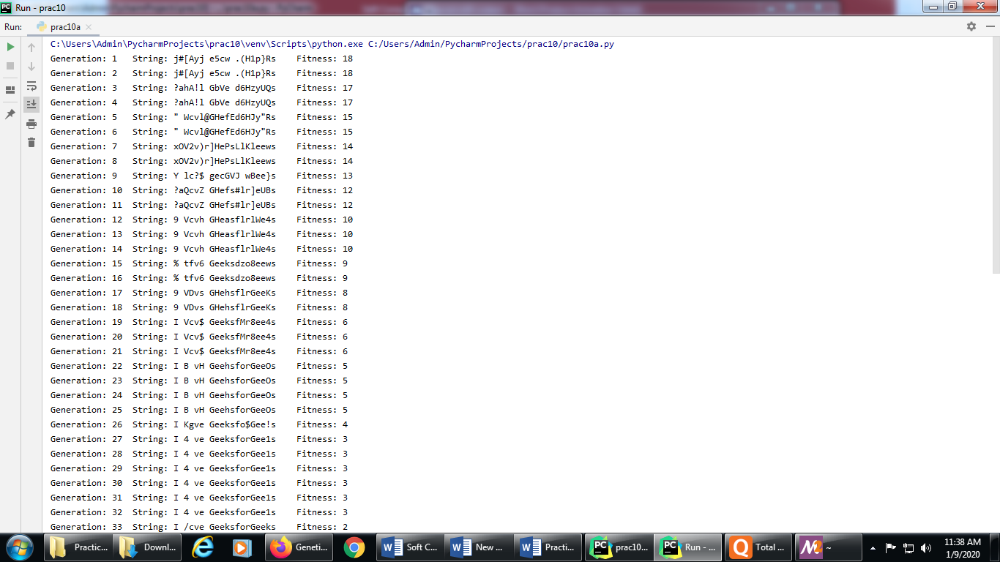 Run - prac10
Run: prac10a
C:\Users\Admin\PycharmProjects\prac10\venv\Scripts\python.exe C:/Users/Admin/PycharmProjects/prac10/prac10a.py
Generation: 1 String: j#[Ayj e5cw .(H1p}Rs Fitness: 18
Generation: 2 String: j#[Ayj e5cw .(H1p}Rs Fitness: 18
Generation: 3 String: ?ahA!l GbVe d6HzyUQs Fitness: 17
Generation: 4 String: ?ahA!l GbVe d6HzyUQs Fitness: 17
Generation: 5 String: " Wcvl@GHefEd6HJy"Rs Fitness: 15
Generation: 6 String: " Wcvl@GHefEd6HJy"Rs Fitness: 15
Generation: 7 String: xOV2v)r]HePsLlKleews Fitness: 14
Generation: 8 String: xOV2v)r]HePsLlKleews Fitness: 14
Generation: 9 String: Y lc?$ gecGVJ wBee}s Fitness: 13
Generation: 10 String: ?aQcvZ GHefs#lr]eUBs Fitness: 12
Generation: 11 String: ?aQcvZ GHefs#lr]eUBs Fitness: 12
Generation: 12 String: 9 Vcvh GHeasflrlWe4s Fitness: 10
Generation: 13 String: 9 Vcvh GHeasflrlWe4s Fitness: 10
Generation: 14 String: 9 Vcvh GHeasflrlWe4s Fitness: 10
Generation: 15 String: % tfv6 Geeksdzo8eews Fitness: 9
Generation: 16 String: % tfv6 Geeksdzo8eews Fitness: 9
Generation: 17 String: 9 VDvs GHehsflrGeeKs Fitness: 8
Generation: 18 String: 9 VDvs GHehsflrGeeKs Fitness: 8
Generation: 19 String: I Vcv$ GeeksfMr8ee4s Fitness: 6
Generation: 20 String: I Vcv$ GeeksfMr8ee4s Fitness: 6
Generation: 21 String: I Vcv$ GeeksfMr8ee4s Fitness: 6
Generation: 22 String: I B vH GeehsforGeeOs Fitness: 5
Generation: 23 String: I B vH GeehsforGeeOs Fitness: 5
Generation: 24 String: I B vH GeehsforGeeOs Fitness: 5
Generation: 25 String: I B vH GeehsforGeeOs Fitness: 5
Generation: 26 String: I Kgve Geeksfo$Gee!s Fitness: 4
Generation: 27 String: I 4 ve GeeksforGee1s Fitness: 3
Generation: 28 String: I 4 ve GeeksforGee1s Fitness: 3
Generation: 29 String: I 4 ve GeeksforGee1s Fitness: 3
Generation: 30 String: I 4 ve GeeksforGee1s Fitness: 3
Generation: 31 String: I 4 ve GeeksforGee1s Fitness: 3
Generation: 32 String: I 4 ve GeeksforGee1s Fitness: 3
Generation: 33 String: I /cve GeeksforGeeks Fitness: 2
Practic... Downl... Geneti... Soft C... New ... Practi... prac10... Run - ... Total ... ~ 11:38 AM
1/9/2020